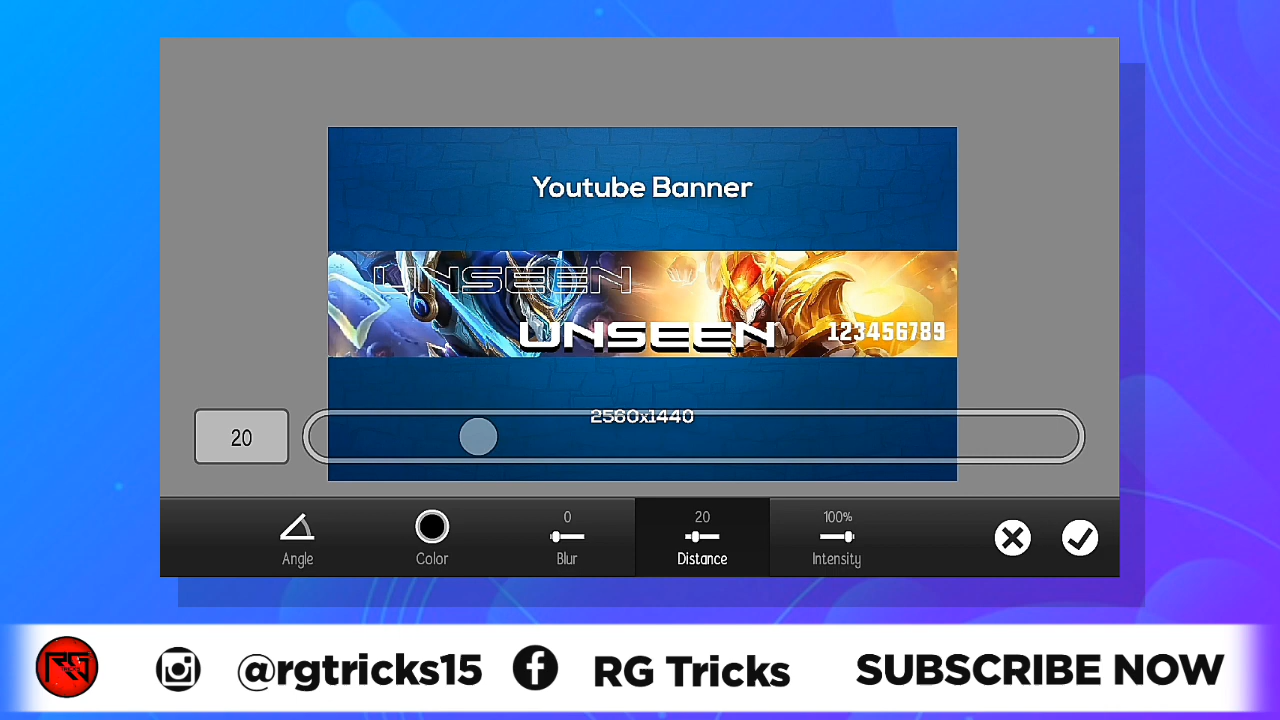 Youtube Banner
UNSEEN
UNSEEN
123456789
2560x1440
20
0
20
100%
Angle
Color
Blur
Distance
Intensity
RG
@rgtricks15
RG Tricks
SUBSCRIBE NOW